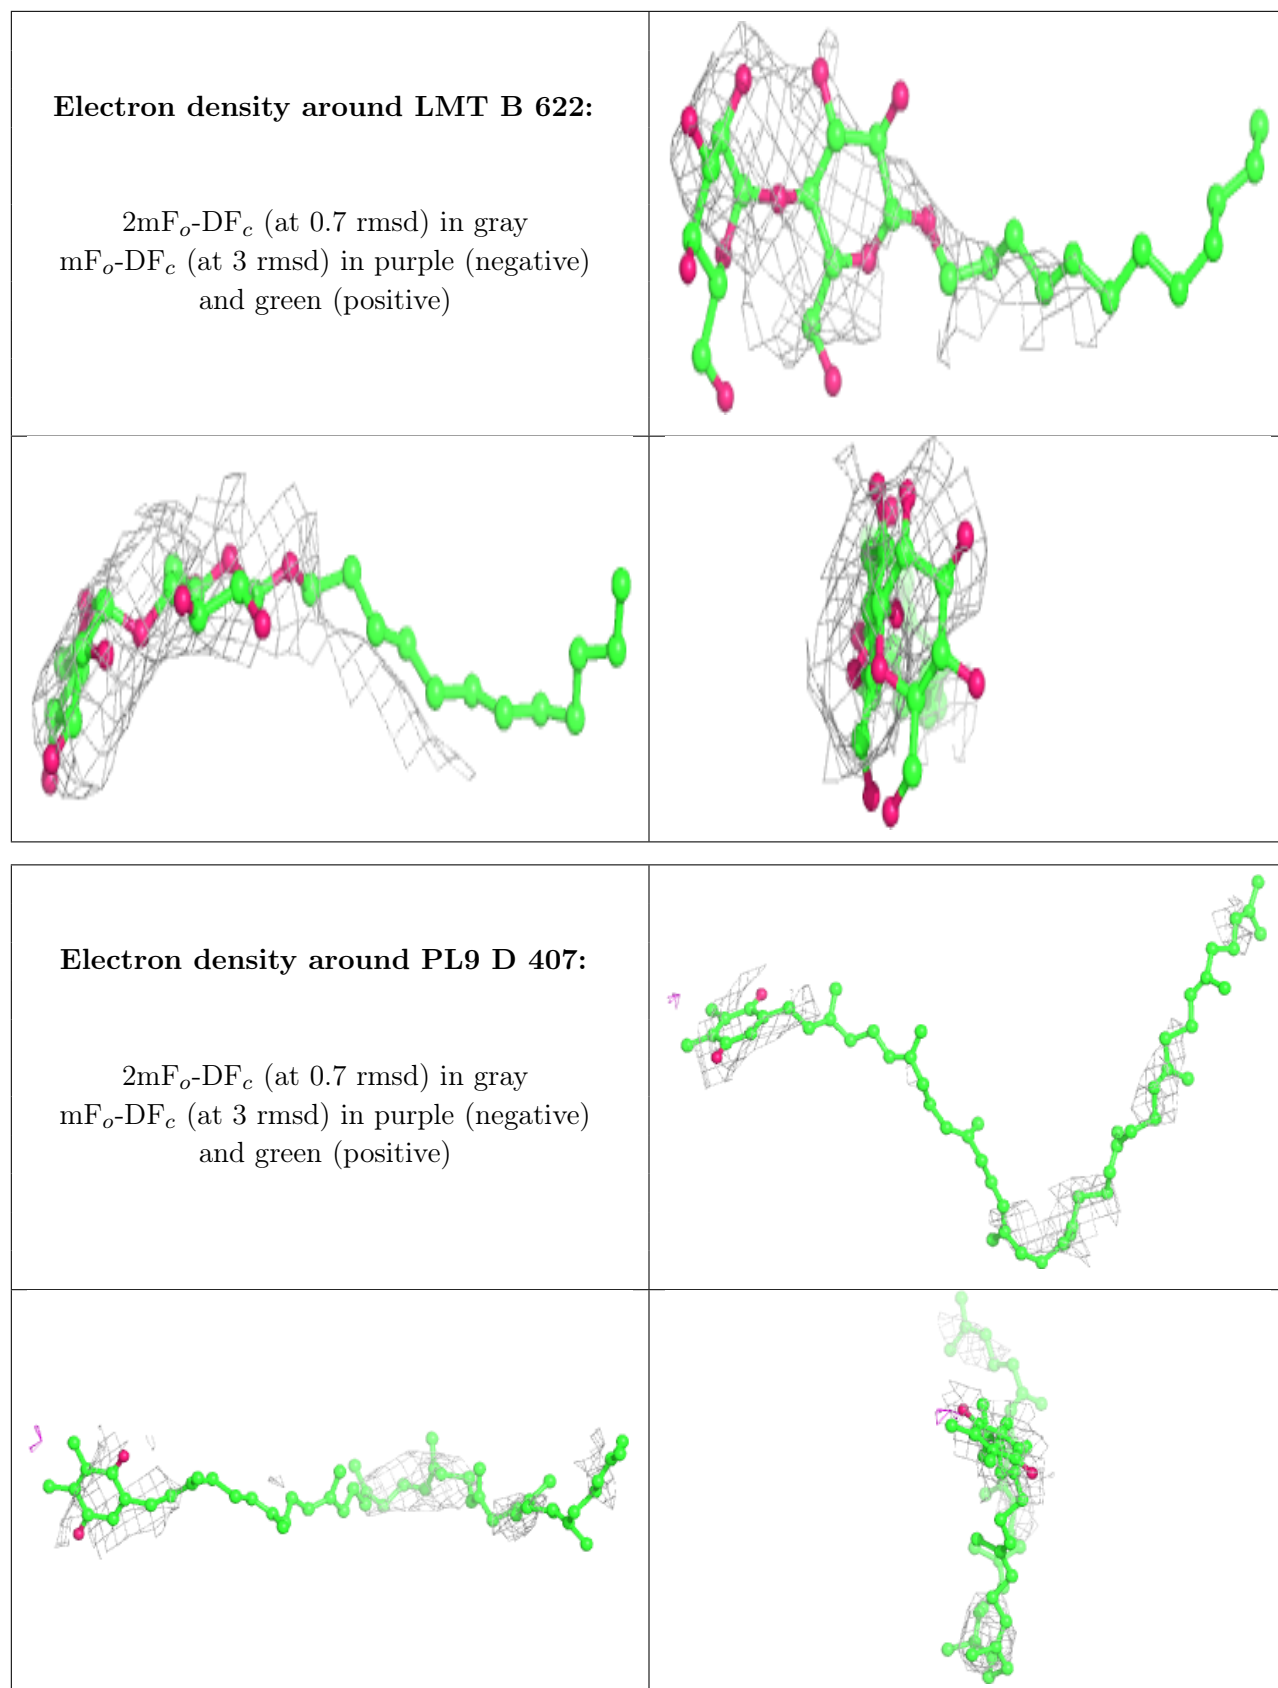 Electron density around LMT B 622:
2mFo-DFc (at 0.7 rmsd) in gray
mFo-DFc (at 3 rmsd) in purple (negative)
and green (positive)
Electron density around PL9 D 407:
2mFo-DFc (at 0.7 rmsd) in gray
mFo-DFc (at 3 rmsd) in purple (negative)
and green (positive)